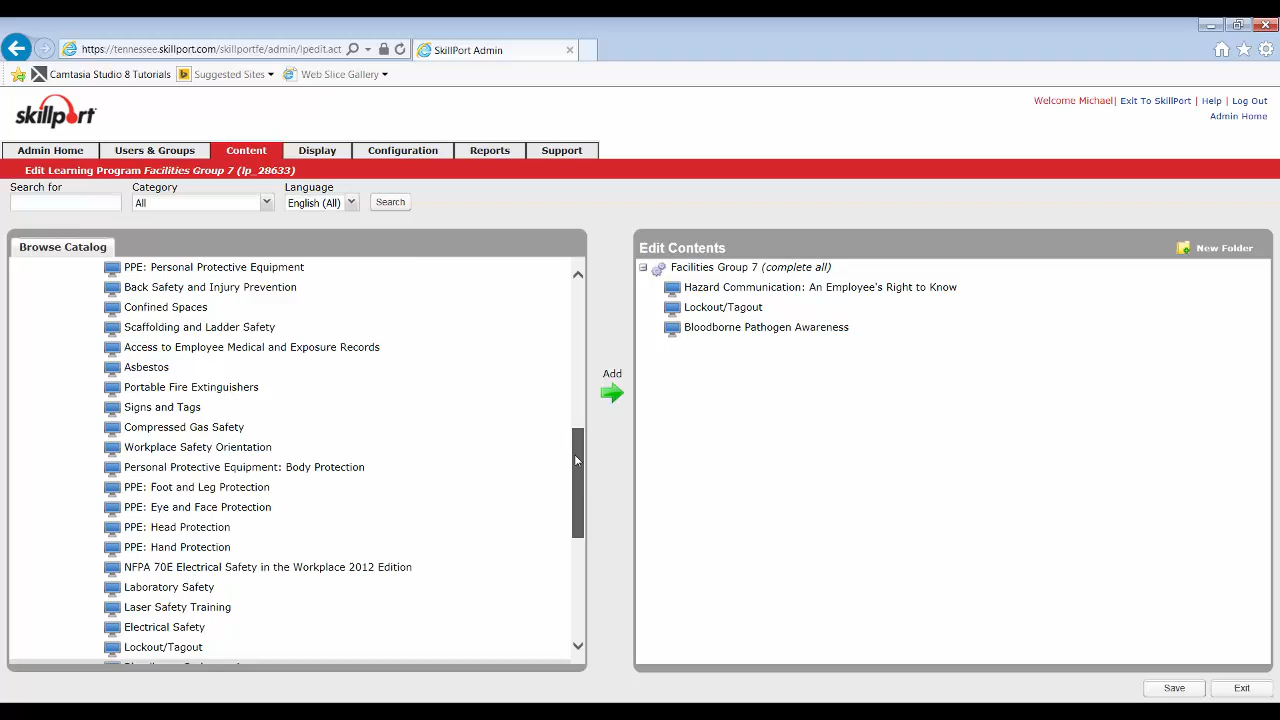 https://tennessee.skillport.com/skillportfe/admin/lpedit.act
SkillPort Admin
Camtasia Studio 8 Tutorials Suggested Sites Web Slice Gallery
skillport
Welcome Michael| Exit To SkillPort | Help | Log Out
Admin Home
Admin Home Users & Groups Content Display Configuration Reports Support
Edit Learning Program Facilities Group 7 (lp_28633)
Search for Category Language
All English (All) Search
Browse Catalog
PPE: Personal Protective Equipment
Back Safety and Injury Prevention
Confined Spaces
Scaffolding and Ladder Safety
Access to Employee Medical and Exposure Records
Asbestos
Portable Fire Extinguishers
Signs and Tags
Compressed Gas Safety
Workplace Safety Orientation
Personal Protective Equipment: Body Protection
PPE: Foot and Leg Protection
PPE: Eye and Face Protection
PPE: Head Protection
PPE: Hand Protection
NFPA 70E Electrical Safety in the Workplace 2012 Edition
Laboratory Safety
Laser Safety Training
Electrical Safety
Lockout/Tagout
Add
Edit Contents New Folder
Facilities Group 7 (complete all)
Hazard Communication: An Employee's Right to Know
Lockout/Tagout
Bloodborne Pathogen Awareness
Save Exit